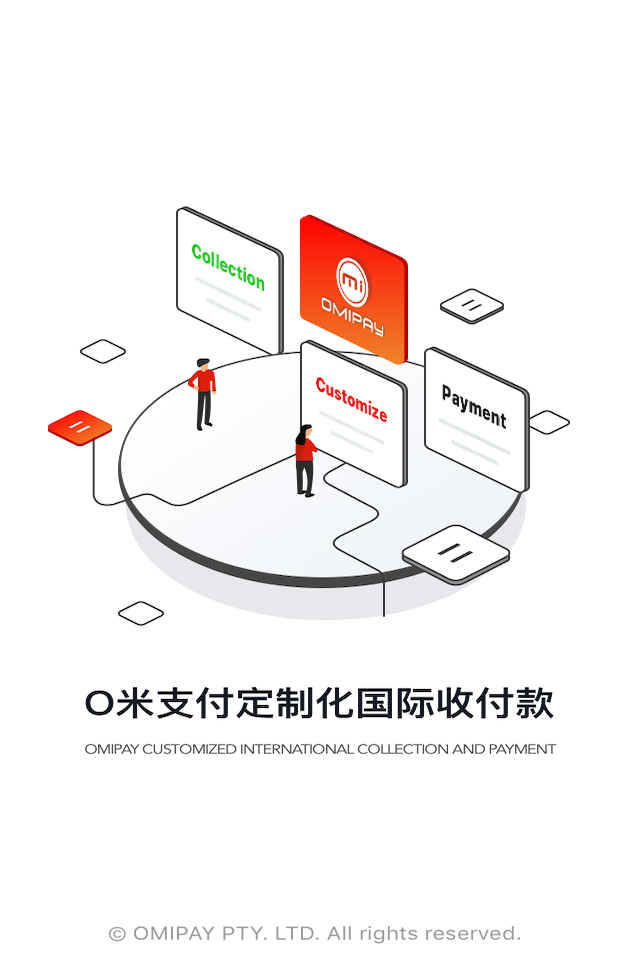 Collection
mi
OMIPAY
Customize
Payment
O米支付定制化国际收付款
OMIPAY CUSTOMIZED INTERNATIONAL COLLECTION AND PAYMENT
© OMIPAY PTY. LTD. All rights reserved.